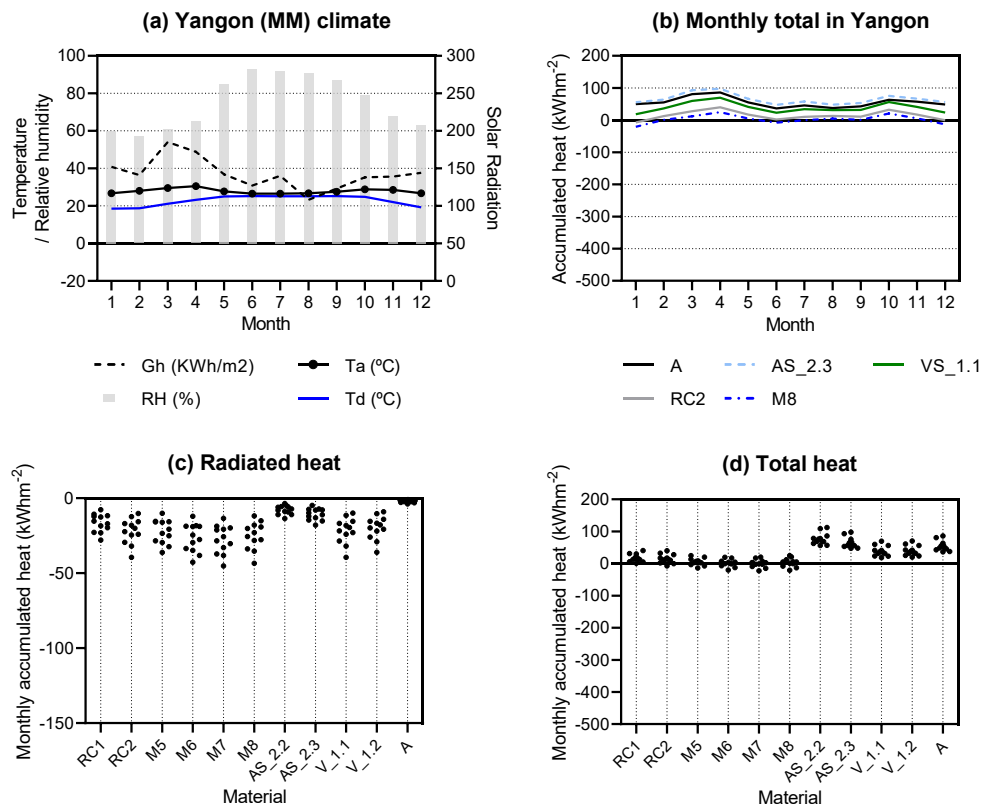 (a) Yangon (MM) climate
Temperature
/ Relative humidity
100
80
60
40
20
0
-20
300
250
200
150
100
50
0
Solar Radiation
1 2 3 4 5 6 7 8 9 10 11 12
Month
Gh (KWh/m2)
Ta (ºC)
RH (%)
Td (ºC)
(b) Monthly total in Yangon
Accumulated heat (kWhm-2)
200
100
0
-100
-200
-300
-400
-500
1 2 3 4 5 6 7 8 9 10 11 12
Month
A
AS_2.3
VS_1.1
RC2
M8
(c) Radiated heat
Monthly accumulated heat (kWhm-2)
0
-50
-100
-150
RC1 RC2 M5 M6 M7 M8 AS_2.2 AS_2.3 V_1.1 V_1.2 A
Material
(d) Total heat
Monthly accumulated heat (kWhm-2)
200
100
0
-100
-200
-300
-400
-500
RC1 RC2 M5 M6 M7 M8 AS_2.2 AS_2.3 V_1.1 V_1.2 A
Material